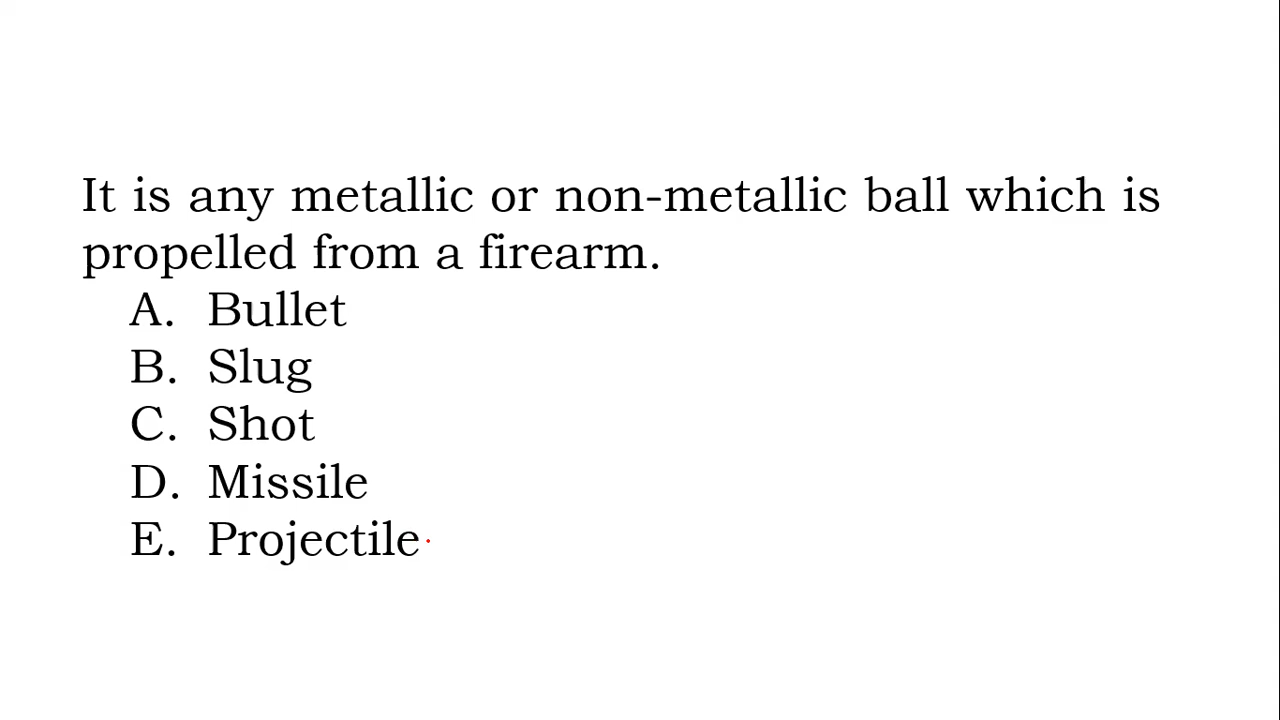 It is any metallic or non-metallic ball which is
propelled from a firearm.
A. Bullet
B. Slug
C. Shot
D. Missile
E. Projectile